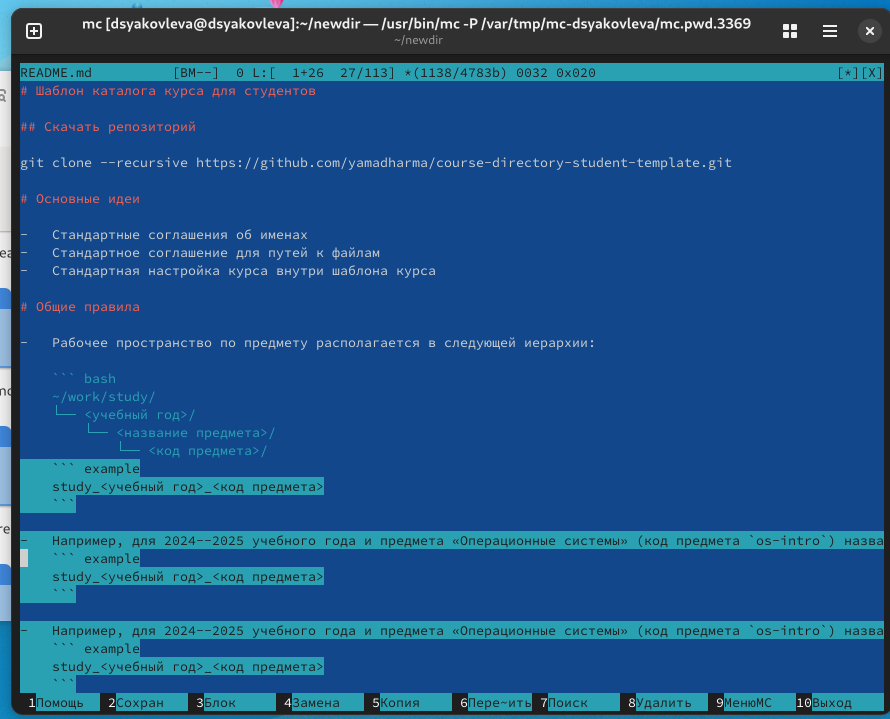 mc [dsyakovleva@dsyakovleva]:~/newdir — /usr/bin/mc -P /var/tmp/mc-dsyakovleva/mc.pwd.3369
~/newdir
README.md [BM--] 0 L:[ 1+26 27/113] *(1138/4783b) 0032 0x020 [*][X]
# Шаблон каталога курса для студентов
## Скачать репозиторий
git clone --recursive https://github.com/yamadharma/course-directory-student-template.git
# Основные идеи
- Стандартные соглашения об именах
- Стандартное соглашение для путей к файлам
- Стандартная настройка курса внутри шаблона курса
# Общие правила
- Рабочее пространство по предмету располагается в следующей иерархии:
``` bash
~/work/study/
└── <учебный год>/
└── <название предмета>/
└── <код предмета>/
``` example
study_<учебный год>_<код предмета>
```
- Например, для 2024--2025 учебного года и предмета «Операционные системы» (код предмета `os-intro`) назва
``` example
study_<учебный год>_<код предмета>
```
- Например, для 2024--2025 учебного года и предмета «Операционные системы» (код предмета `os-intro`) назва
``` example
study_<учебный год>_<код предмета>
```
1Помощь 2Сохран 3Блок 4Замена 5Копия 6Пере~ить 7Поиск 8Удалить 9МенюMC 10Выход